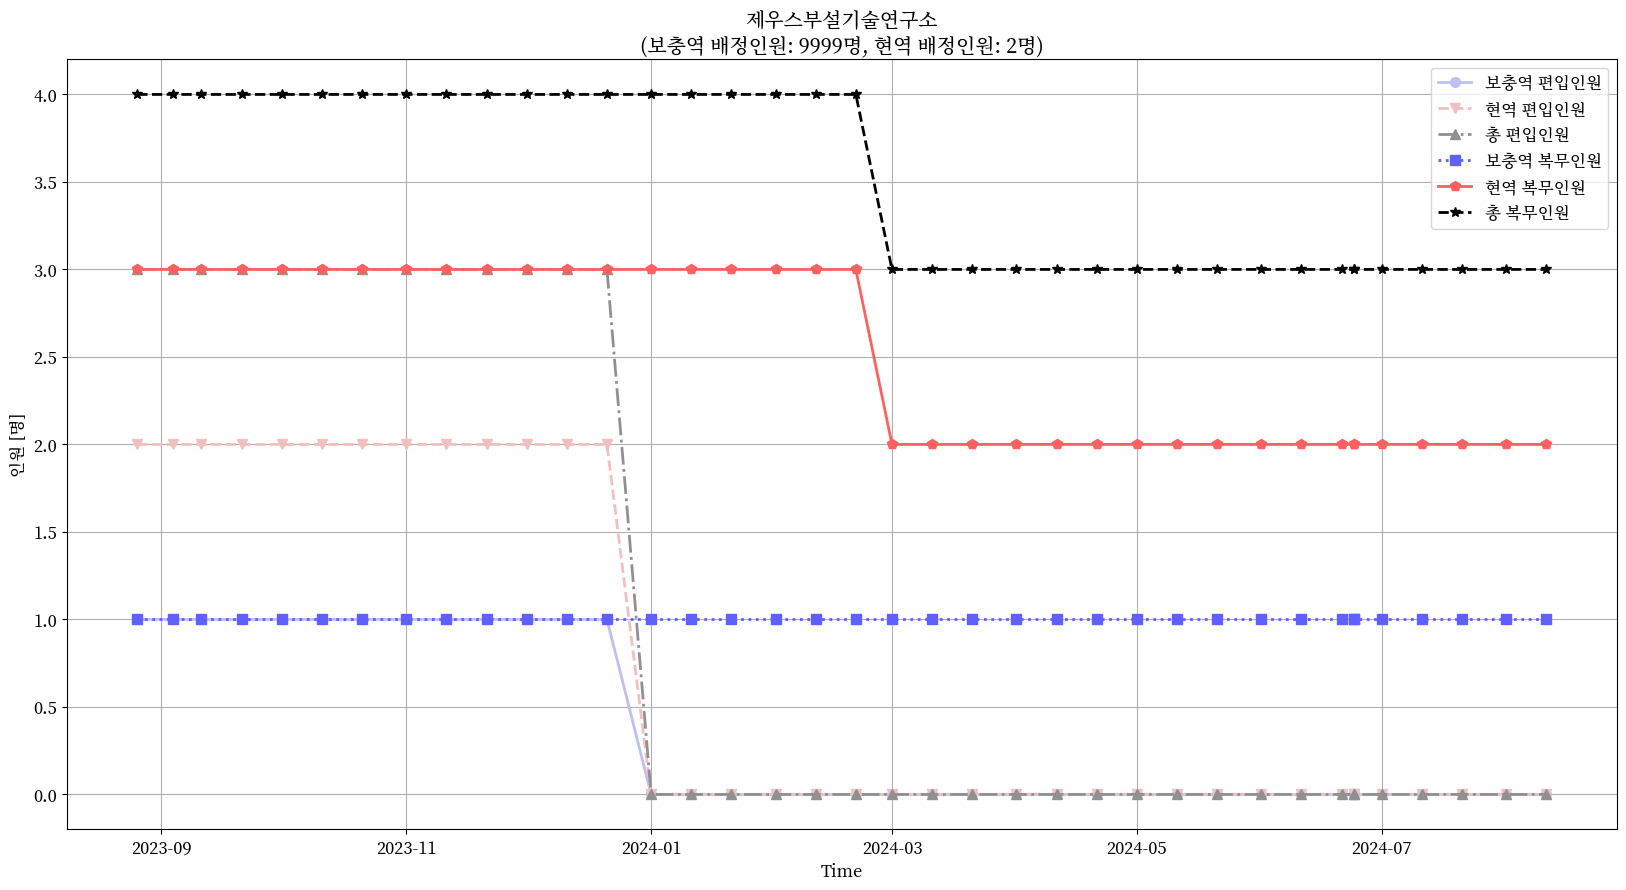 제우스부설기술연구소
(보충역 배정인원: 9999명, 현역 배정인원: 2명)
보충역 편입인원
현역 편입인원
총 편입인원
보충역 복무인원
현역 복무인원
총 복무인원
인원 [명]
4.0
3.5
3.0
2.5
2.0
1.5
1.0
0.5
0.0
2023-09
2023-11
2024-01
2024-03
2024-05
2024-07
Time